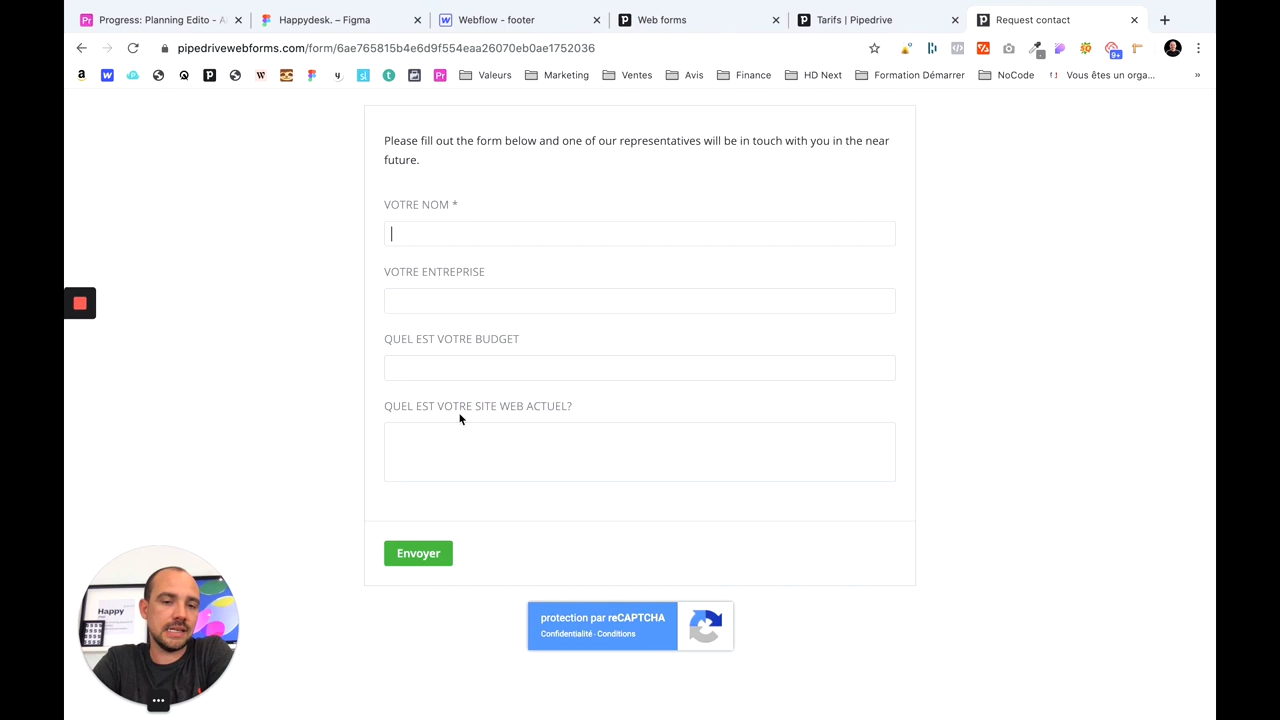 Progress: Planning Edito - A
Happydesk. – Figma
Webflow - footer
Web forms
Tarifs | Pipedrive
Request contact
pipedrivewebforms.com/form/6ae765815b4e6d9f554eaa26070eb0ae1752036
9+
Valeurs
Marketing
Ventes
Avis
Finance
HD Next
Formation Démarrer
NoCode
Vous êtes un orga...
»
Please fill out the form below and one of our representatives will be in touch with you in the near
future.
VOTRE NOM *
VOTRE ENTREPRISE
QUEL EST VOTRE BUDGET
QUEL EST VOTRE SITE WEB ACTUEL?
Envoyer
protection par reCAPTCHA
Confidentialité - Conditions
Happy